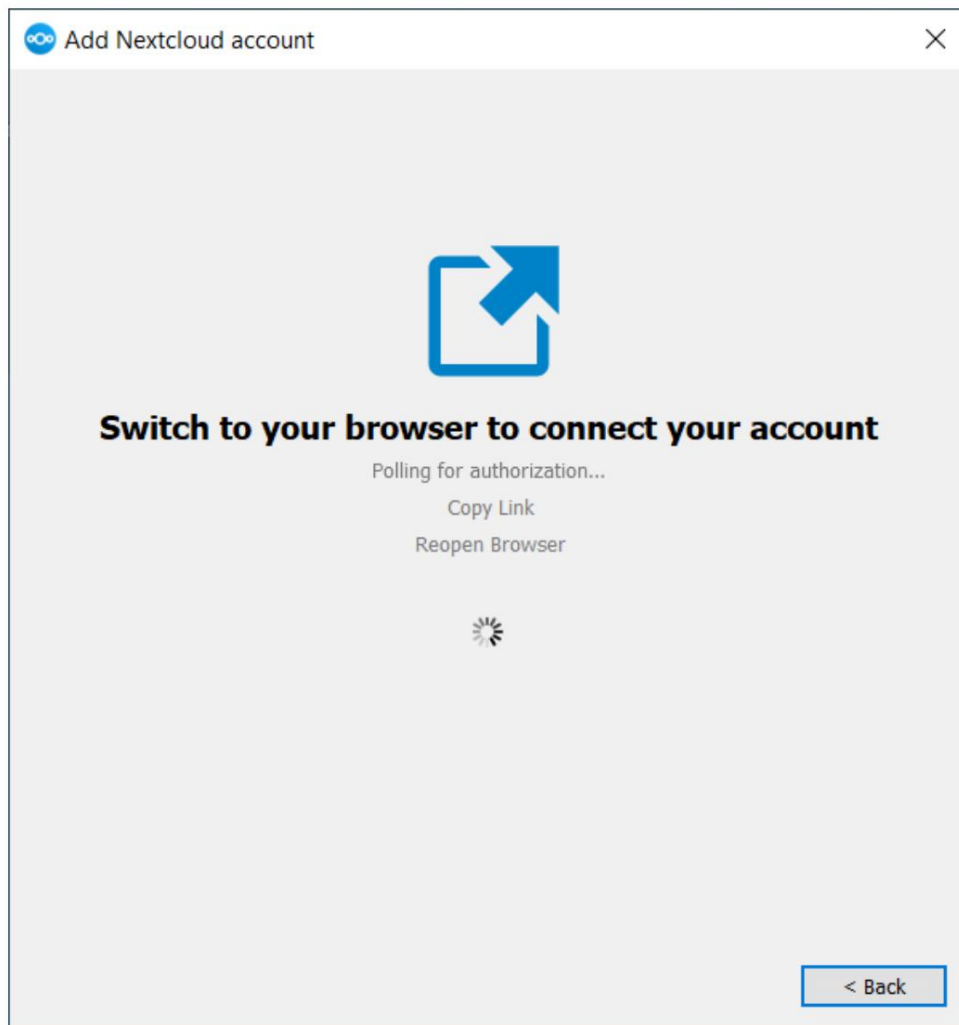 Add Nextcloud account
Switch to your browser to connect your account
Polling for authorization...
Copy Link
Reopen Browser
< Back